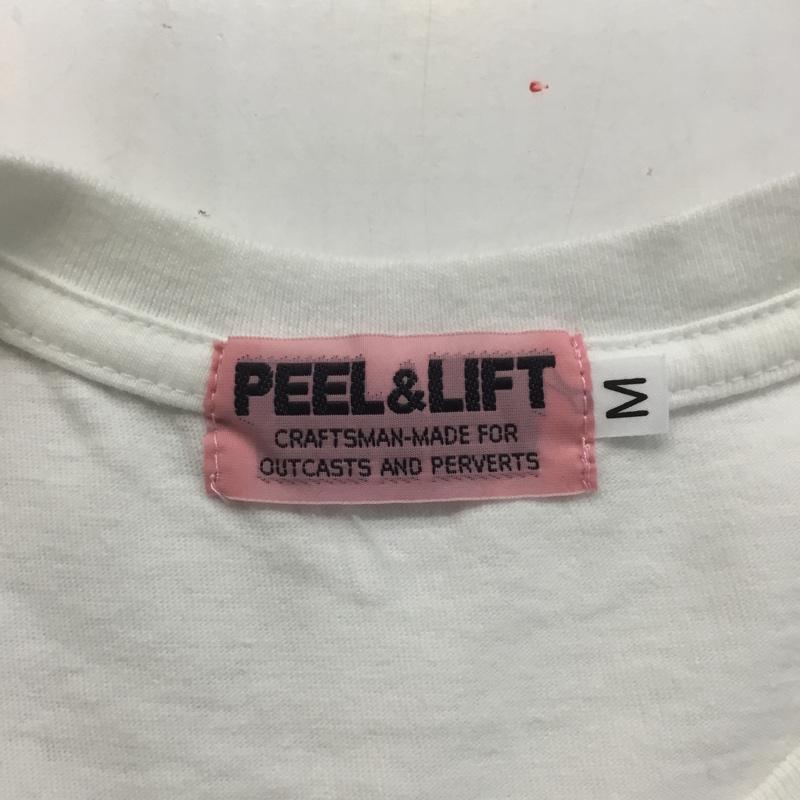 PEEL&LIFT
CRAFTSMAN-MADE FOR
OUTCASTS AND PERVERTS
M